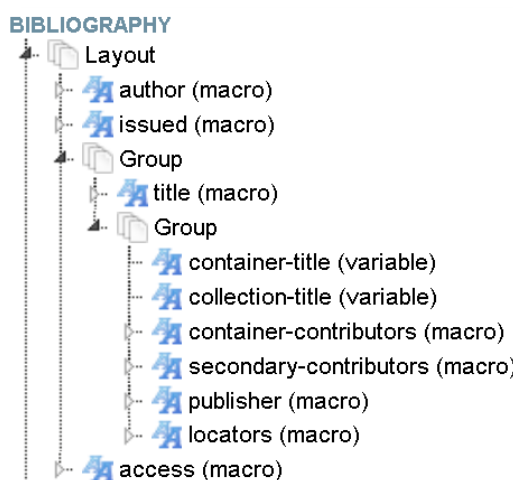 BIBLIOGRAPHY
Layout
author (macro)
issued (macro)
Group
title (macro)
Group
container-title (variable)
collection-title (variable)
container-contributors (macro)
secondary-contributors (macro)
publisher (macro)
locators (macro)
access (macro)